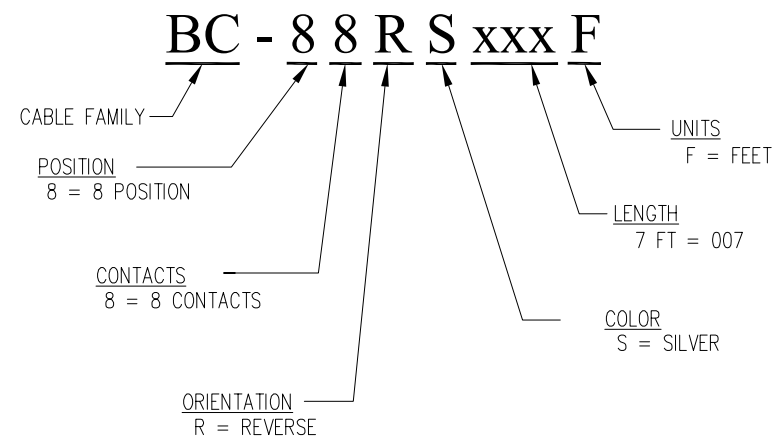 BC - 8 8 R S xxx F
CABLE FAMILY
UNITS
F = FEET
POSITION
8 = 8 POSITION
LENGTH
7 FT = 007
CONTACTS
8 = 8 CONTACTS
COLOR
S = SILVER
ORIENTATION
R = REVERSE